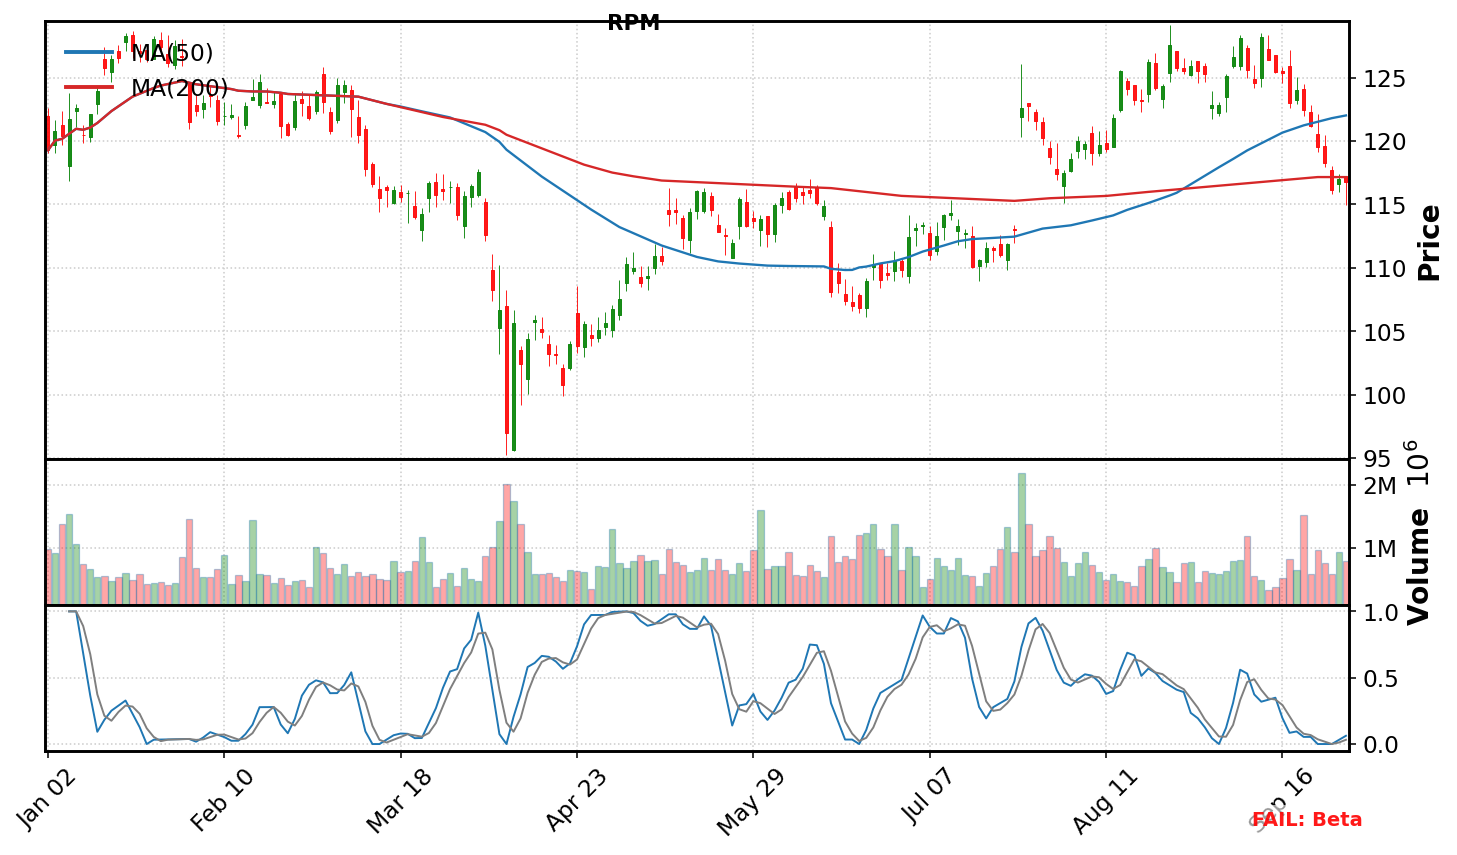 RPM
MA(50)
MA(200)
125
120
115
110
105
100
95
Price
10^6
2M
1M
Volume
1.0
0.5
0.0
Jan 02
Feb 10
Mar 18
Apr 23
May 29
Jul 07
Aug 11
Sep 16
FAIL: Beta